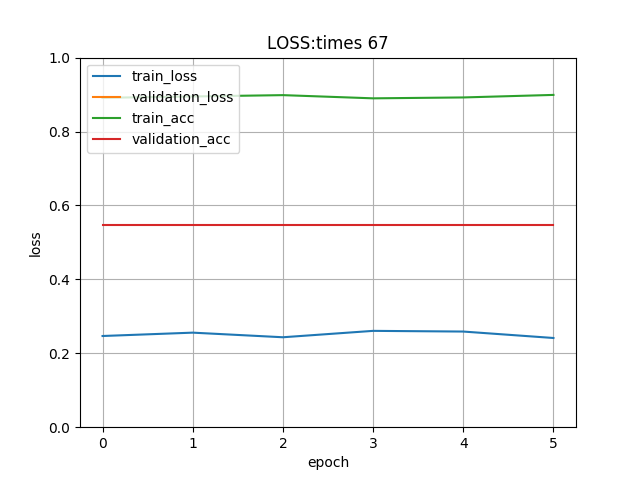 LOSS:times 67
1.0
0.8
0.6
0.4
0.2
0.0
loss
train_loss
validation_loss
train_acc
validation_acc
0 1 2 3 4 5
epoch